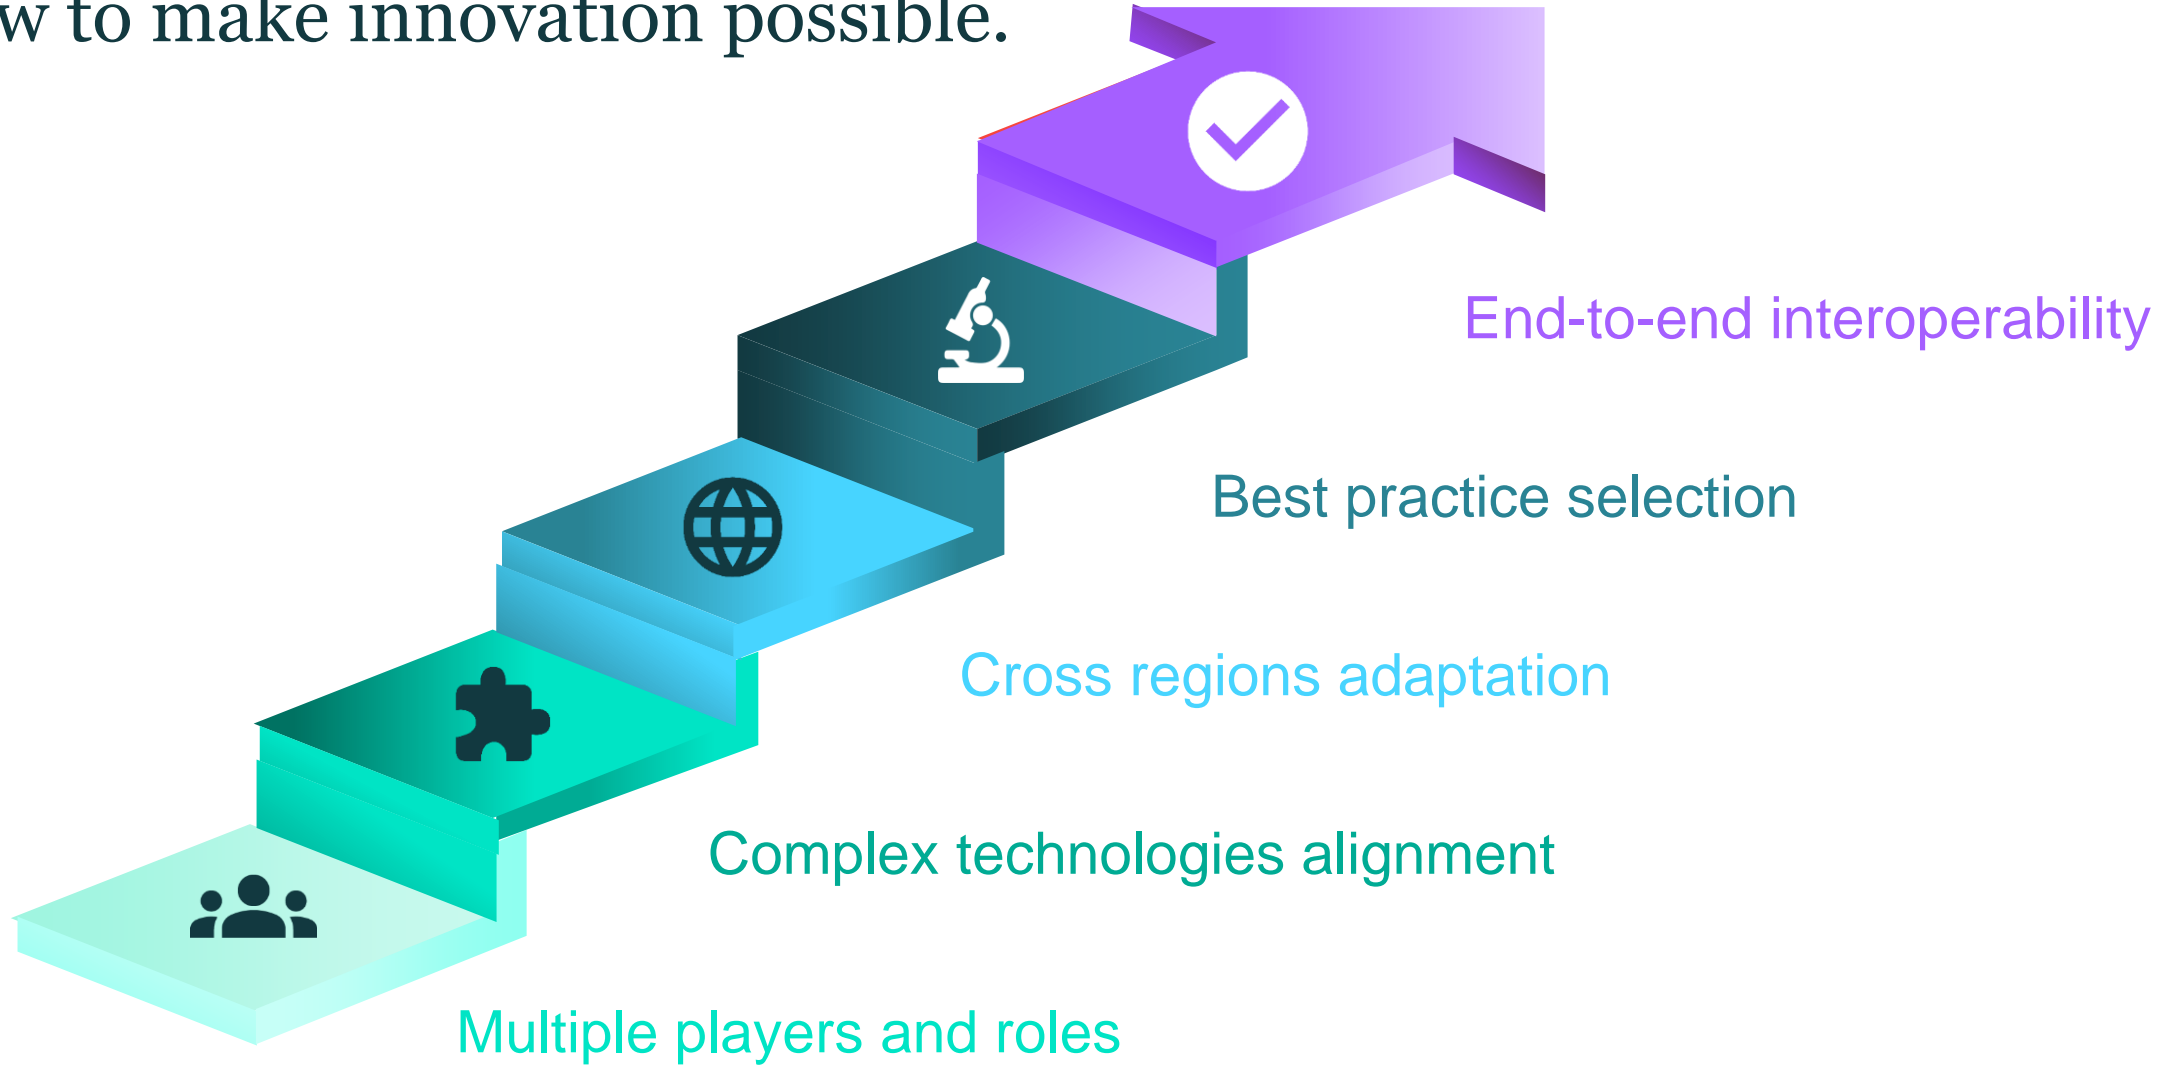 w to make innovation possible.
End-to-end interoperability
Best practice selection
Cross regions adaptation
Complex technologies alignment
Multiple players and roles